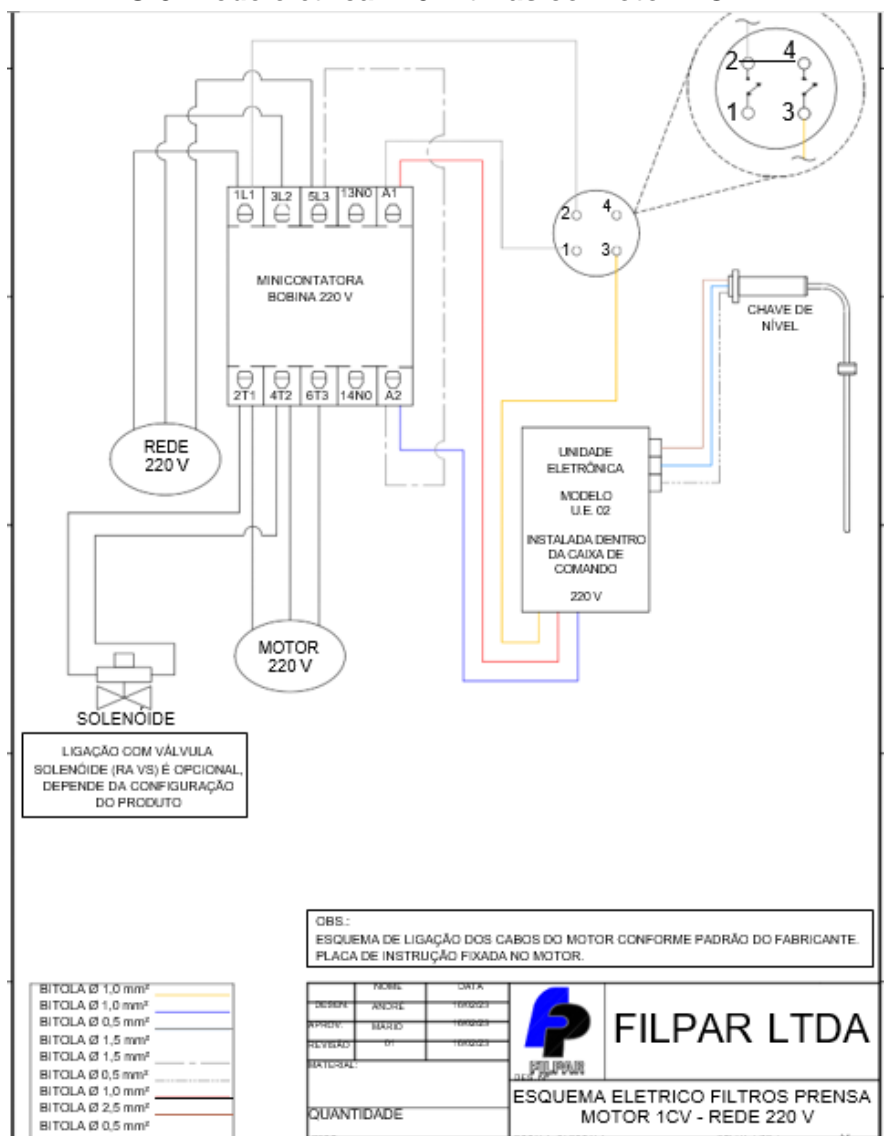 2 4
1 3
1L1 3L2 5L3 13NO A1
MINICONTATORA
BOBINA 220 V
2T1 4T2 6T3 14NO A2
2 4
1 3
CHAVE DE
NÍVEL
REDE
220 V
UNIDADE
ELETRÔNICA
MODELO
U.E. 02
INSTALADA DENTRO
DA CAIXA DE
COMANDO
220 V
MOTOR
220 V
SOLENÓIDE
LIGAÇÃO COM VÁLVULA
SOLENÓIDE (RA VS) É OPCIONAL,
DEPENDE DA CONFIGURAÇÃO
DO PRODUTO
OBS.:
ESQUEMA DE LIGAÇÃO DOS CABOS DO MOTOR CONFORME PADRÃO DO FABRICANTE.
PLACA DE INSTRUÇÃO FIXADA NO MOTOR.
BITOLA Ø 1,0 mm²
BITOLA Ø 1,0 mm²
BITOLA Ø 0,5 mm²
BITOLA Ø 1,5 mm²
BITOLA Ø 1,5 mm²
BITOLA Ø 0,5 mm²
BITOLA Ø 1,0 mm²
BITOLA Ø 2,5 mm²
BITOLA Ø 0,5 mm²
NOME DATA
DESEN. ANDRÉ
APROV. MARIO
REVISÃO 01
MATERIAL:
QUANTIDADE
FILPAR
FILPAR LTDA
ESQUEMA ELETRICO FILTROS PRENSA
MOTOR 1CV - REDE 220 V